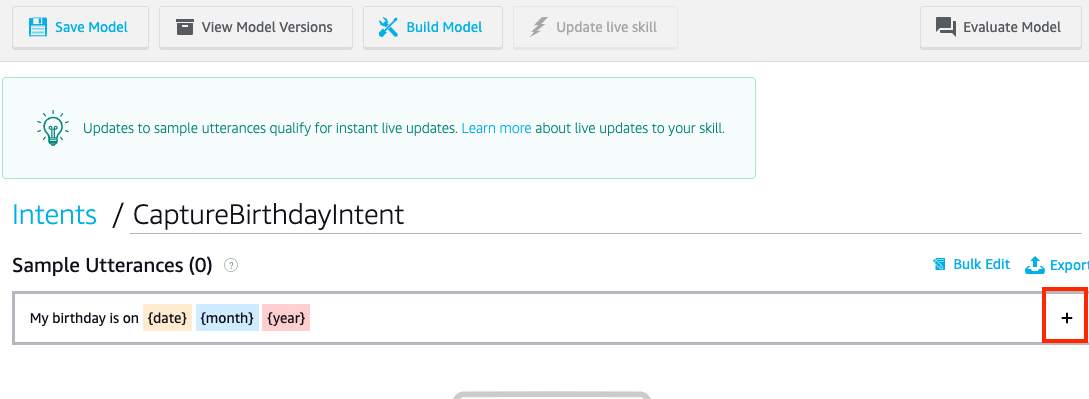 Save Model View Model Versions Build Model Update live skill Evaluate Model
Updates to sample utterances qualify for instant live updates. Learn more about live updates to your skill.
Intents / CaptureBirthdayIntent
Sample Utterances (0) ? Bulk Edit Export
My birthday is on {date} {month} {year} +